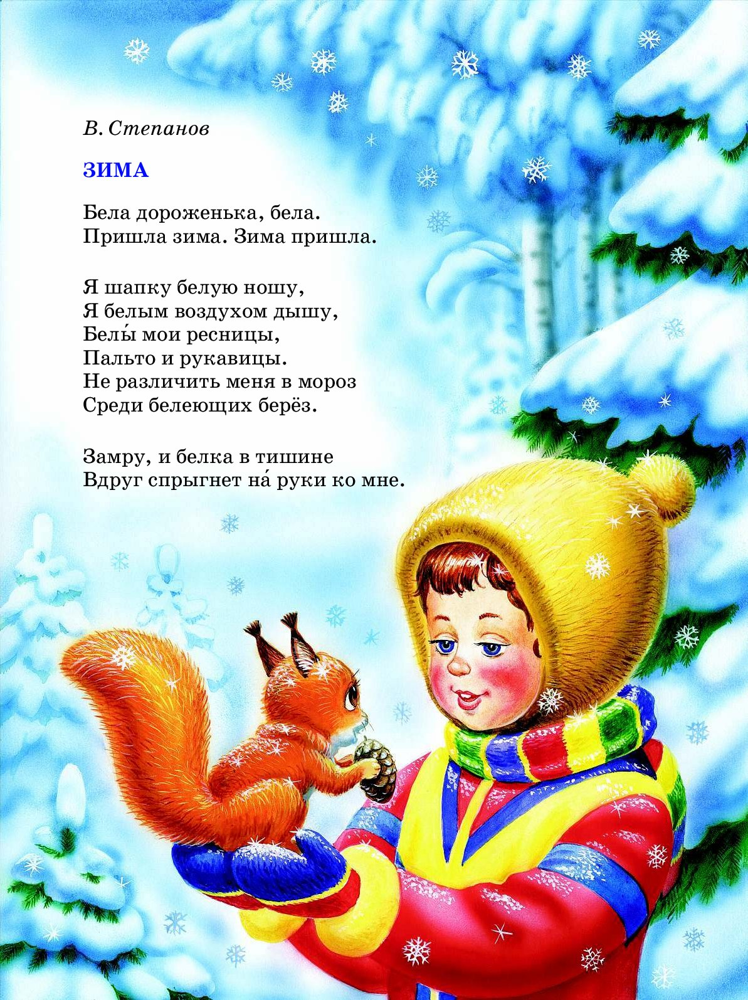 В. Степанов
ЗИМА
Бела дороженька, бела.
Пришла зима. Зима пришла.
Я шапку белую ношу,
Я белым воздухом дышу,
Белы́ мои ресницы,
Пальто и рукавицы.
Не различить меня в мороз
Среди белеющих берёз.
Замру, и белка в тишине
Вдруг спрыгнет на́ руки ко мне.